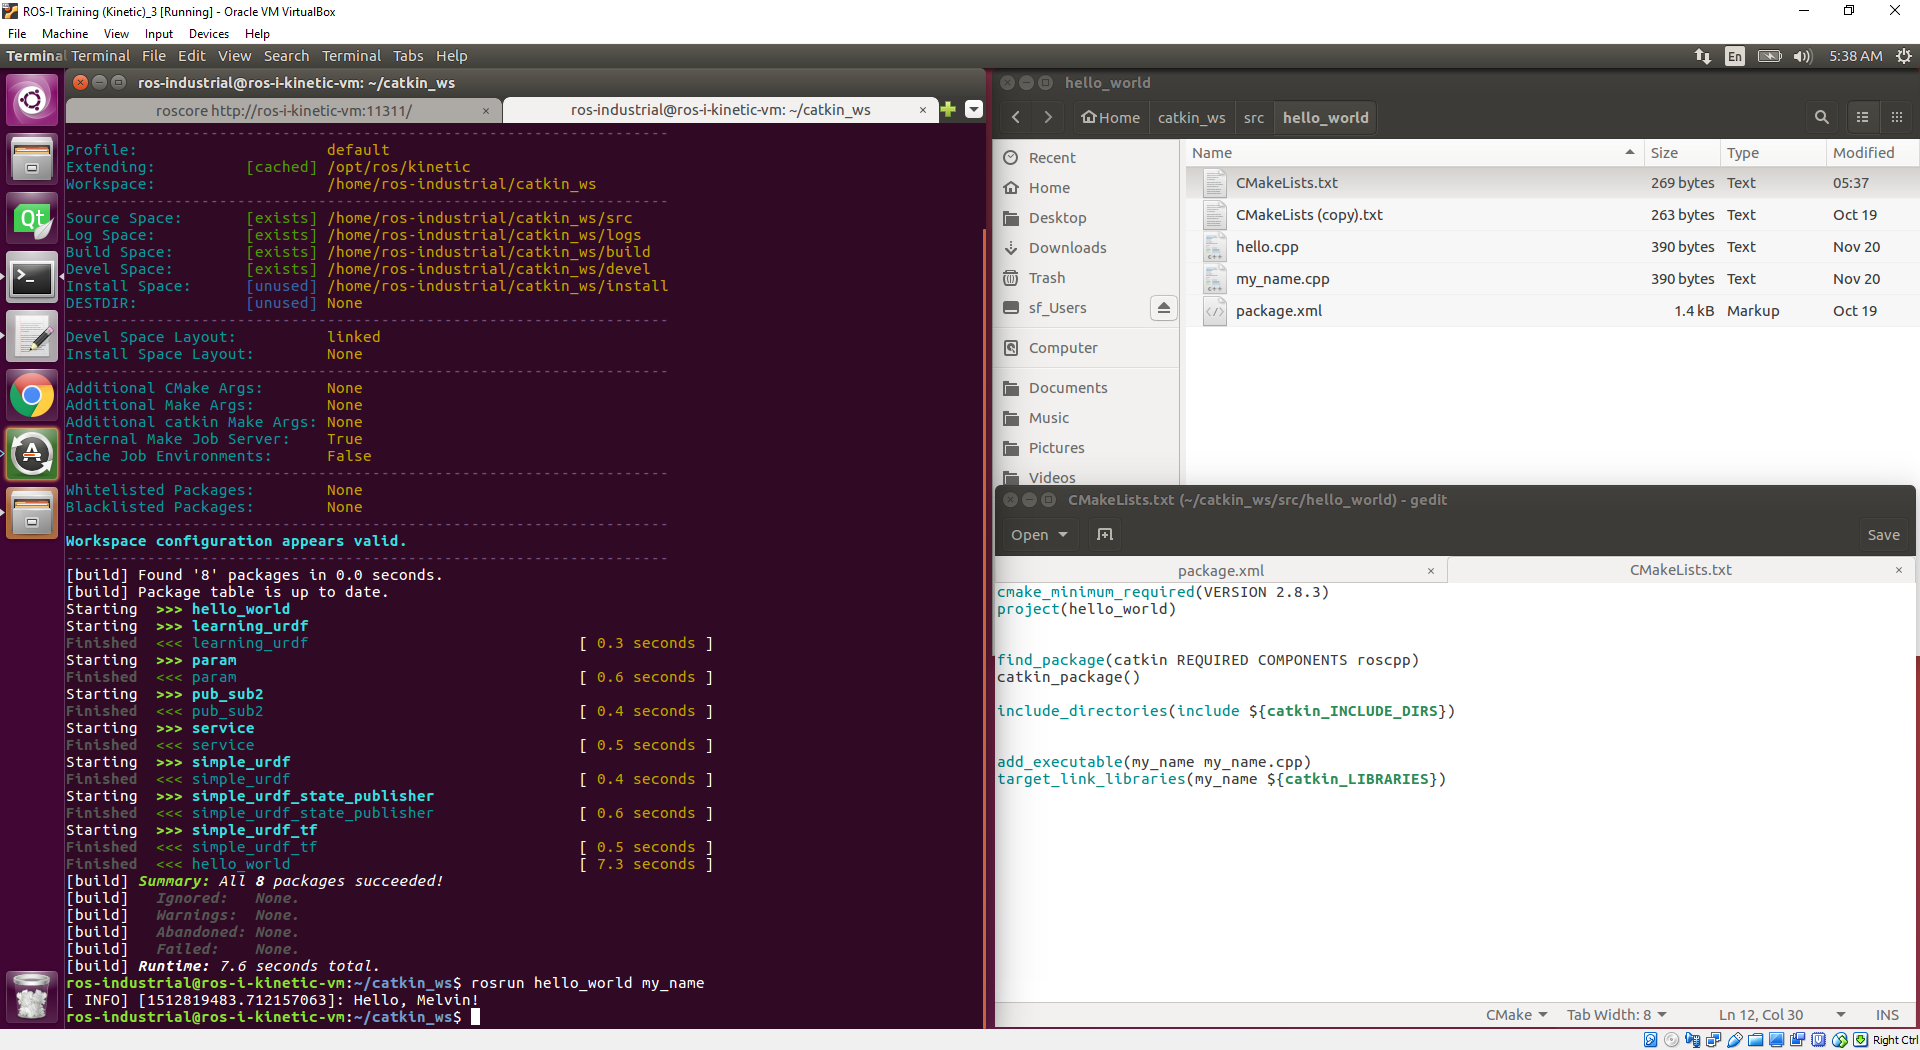 ROS-I Training (Kinetic)_3 [Running] - Oracle VM VirtualBox
File Machine View Input Devices Help
Terminal Terminal File Edit View Search Terminal Tabs Help
En 5:38 AM
ros-industrial@ros-i-kinetic-vm: ~/catkin_ws
roscore http://ros-i-kinetic-vm:11311/ × ros-industrial@ros-i-kinetic-vm: ~/catkin_ws ×
-------------------------------------------------------------------
Profile: default
Extending: [cached] /opt/ros/kinetic
Workspace: /home/ros-industrial/catkin_ws
-------------------------------------------------------------------
Source Space: [exists] /home/ros-industrial/catkin_ws/src
Log Space: [exists] /home/ros-industrial/catkin_ws/logs
Build Space: [exists] /home/ros-industrial/catkin_ws/build
Devel Space: [exists] /home/ros-industrial/catkin_ws/devel
Install Space: [unused] /home/ros-industrial/catkin_ws/install
DESTDIR: [unused] None
-------------------------------------------------------------------
Devel Space Layout: linked
Install Space Layout: None
-------------------------------------------------------------------
Additional CMake Args: None
Additional Make Args: None
Additional catkin Make Args: None
Internal Make Job Server: True
Cache Job Environments: False
-------------------------------------------------------------------
Whitelisted Packages: None
Blacklisted Packages: None
-------------------------------------------------------------------
Workspace configuration appears valid.
-------------------------------------------------------------------
[build] Found '8' packages in 0.0 seconds.
[build] Package table is up to date.
Starting >>> hello_world
Starting >>> learning_urdf
Finished <<< learning_urdf [ 0.3 seconds ]
Starting >>> param
Finished <<< param [ 0.6 seconds ]
Starting >>> pub_sub2
Finished <<< pub_sub2 [ 0.4 seconds ]
Starting >>> service
Finished <<< service [ 0.5 seconds ]
Starting >>> simple_urdf
Finished <<< simple_urdf [ 0.4 seconds ]
Starting >>> simple_urdf_state_publisher
Finished <<< simple_urdf_state_publisher [ 0.6 seconds ]
Starting >>> simple_urdf_tf
Finished <<< simple_urdf_tf [ 0.5 seconds ]
Finished <<< hello_world [ 7.3 seconds ]
[build] Summary: All 8 packages succeeded!
[build] Ignored: None.
[build] Warnings: None.
[build] Abandoned: None.
[build] Failed: None.
[build] Runtime: 7.6 seconds total.
ros-industrial@ros-i-kinetic-vm:~/catkin_ws$ rosrun hello_world my_name
[ INFO] [1512819483.712157063]: Hello, Melvin!
ros-industrial@ros-i-kinetic-vm:~/catkin_ws$
hello_world
Home catkin_ws src hello_world
Recent
Home
Desktop
Downloads
Trash
sf_Users
Computer
Documents
Music
Pictures
Videos
Name Size Type Modified
CMakeLists.txt 269 bytes Text 05:37
CMakeLists (copy).txt 263 bytes Text Oct 19
hello.cpp 390 bytes Text Nov 20
my_name.cpp 390 bytes Text Nov 20
package.xml 1.4 kB Markup Oct 19
CMakeLists.txt (~/catkin_ws/src/hello_world) - gedit
Open Save
package.xml × CMakeLists.txt ×
cmake_minimum_required(VERSION 2.8.3)
project(hello_world)
find_package(catkin REQUIRED COMPONENTS roscpp)
catkin_package()
include_directories(include ${catkin_INCLUDE_DIRS})
add_executable(my_name my_name.cpp)
target_link_libraries(my_name ${catkin_LIBRARIES})
CMake Tab Width: 8 Ln 12, Col 30 INS
Right Ctrl